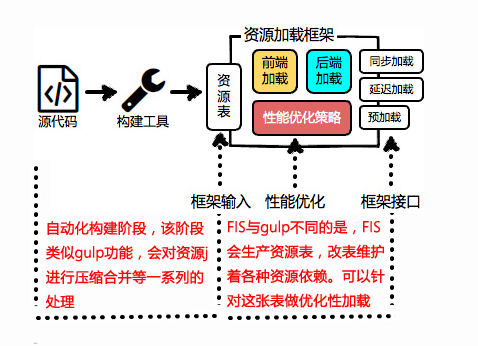 资源加载框架
资源表
前端加载
后端加载
性能优化策略
同步加载
延迟加载
预加载
源代码
构建工具
框架输入
性能优化
框架接口
自动化构建阶段，该阶段
类似gulp功能，会对资源j
进行压缩合并等一系列的
处理
FIS与gulp不同的是，FIS
会生产资源表，改表维护
着各种资源依赖。可以针
对这张表做优化性加载